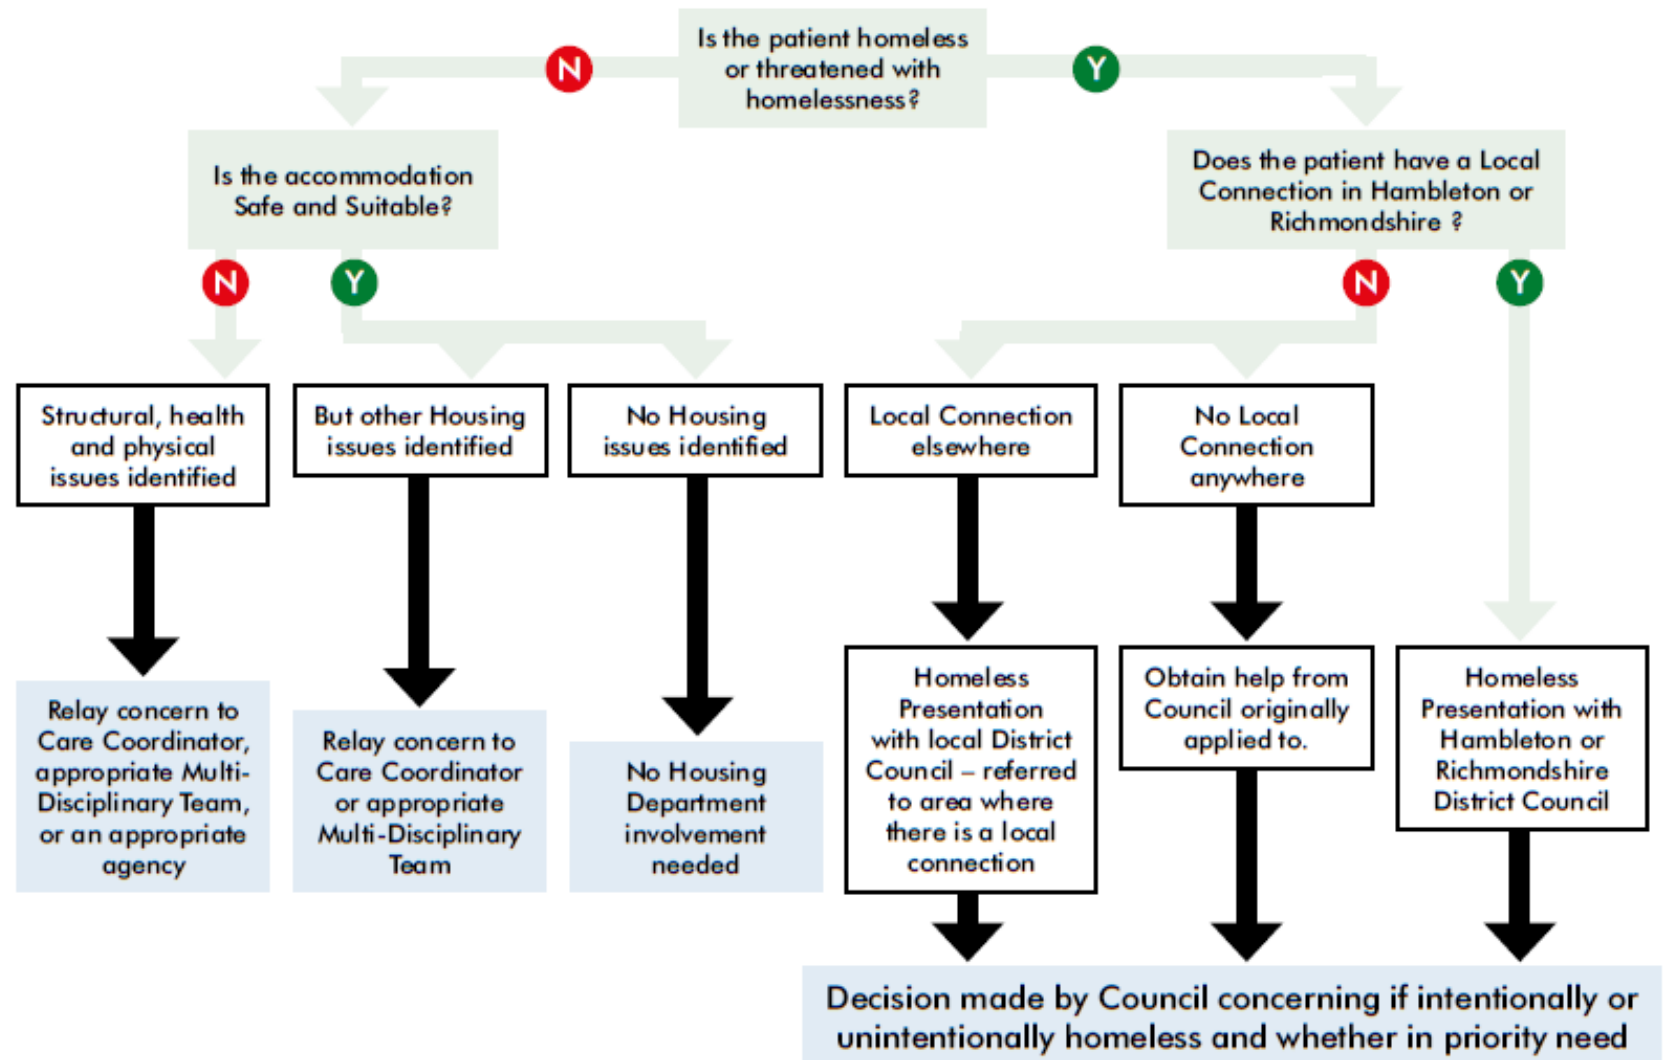 Is the patient homeless
or threatened with
homelessness?
N
Y
Is the accommodation
Safe and Suitable?
Does the patient have a Local
Connection in Hambleton or
Richmondshire ?
N
Y
N
Y
Structural, health
and physical
issues identified
But other Housing
issues identified
No Housing
issues identified
Local Connection
elsewhere
No Local
Connection
anywhere
Relay concern to
Care Coordinator,
appropriate Multi-
Disciplinary Team,
or an appropriate
agency
Relay concern to
Care Coordinator
or appropriate
Multi-Disciplinary
Team
No Housing
Department
involvement
needed
Homeless
Presentation
with local District
Council – referred
to area where
there is a local
connection
Obtain help from
Council originally
applied to.
Homeless
Presentation with
Hambleton or
Richmondshire
District Council
Decision made by Council concerning if intentionally or
unintentionally homeless and whether in priority need